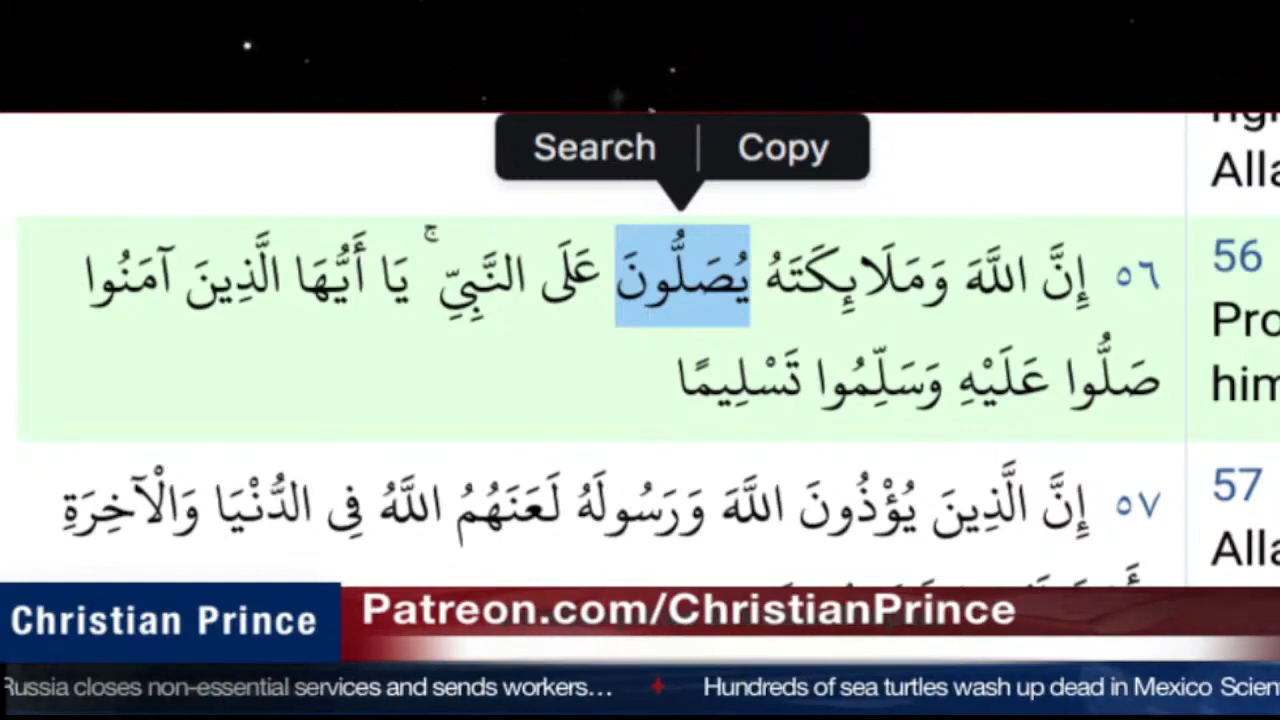 Search | Copy
Alla
٥٦ إِنَّ اللَّهَ وَمَلَائِكَتَهُ يُصَلُّونَ عَلَى النَّبِيِّ ۚ يَا أَيُّهَا الَّذِينَ آمَنُوا
56
Pro
صَلُّوا عَلَيْهِ وَسَلِّمُوا تَسْلِيمًا
him
٥٧ إِنَّ الَّذِينَ يُؤْذُونَ اللَّهَ وَرَسُولَهُ لَعَنَهُمُ اللَّهُ فِي الدُّنْيَا وَالْآخِرَةِ
57
Alla
Christian Prince
Patreon.com/ChristianPrince
Russia closes non-essential services and sends workers... Hundreds of sea turtles wash up dead in Mexico Scien